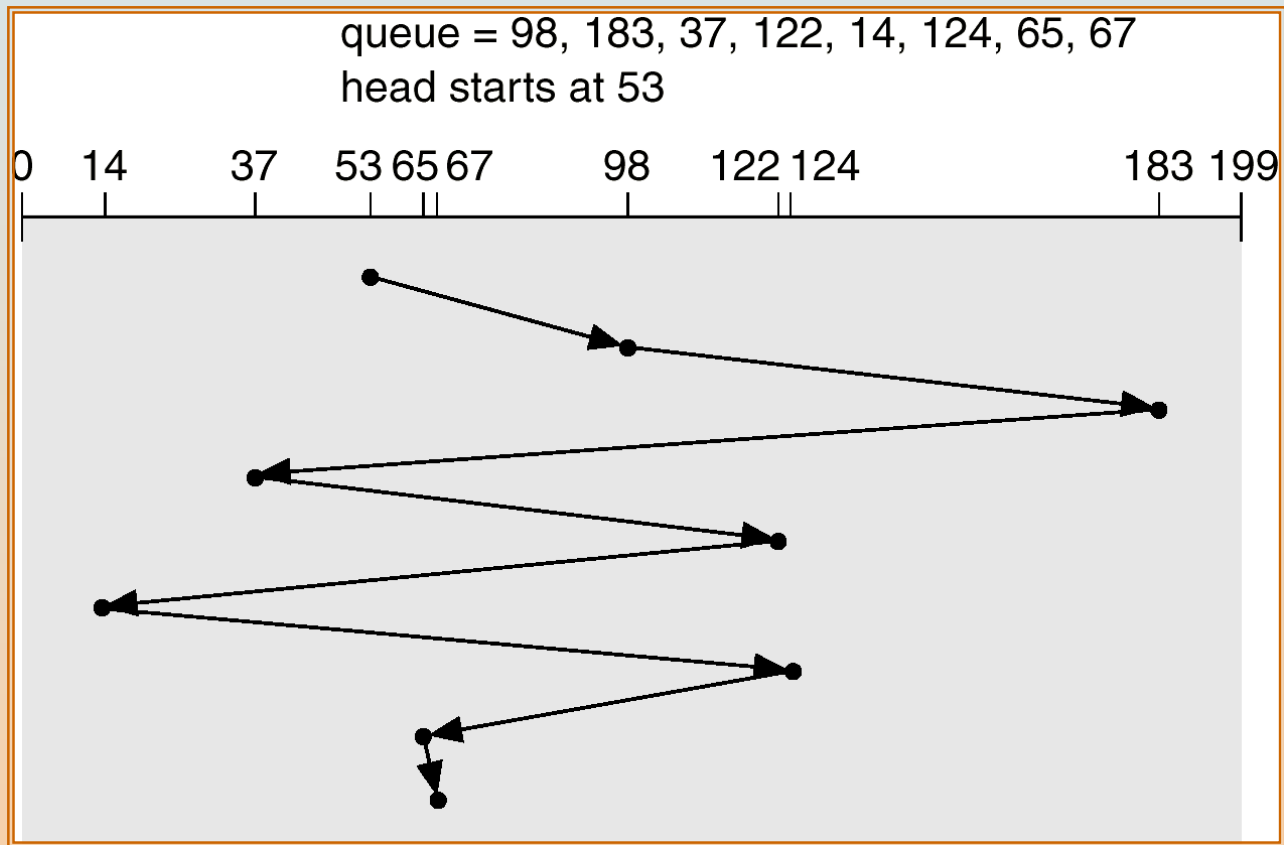 queue = 98, 183, 37, 122, 14, 124, 65, 67
head starts at 53
0 14 37 53 65 67 98 122 124 183 199